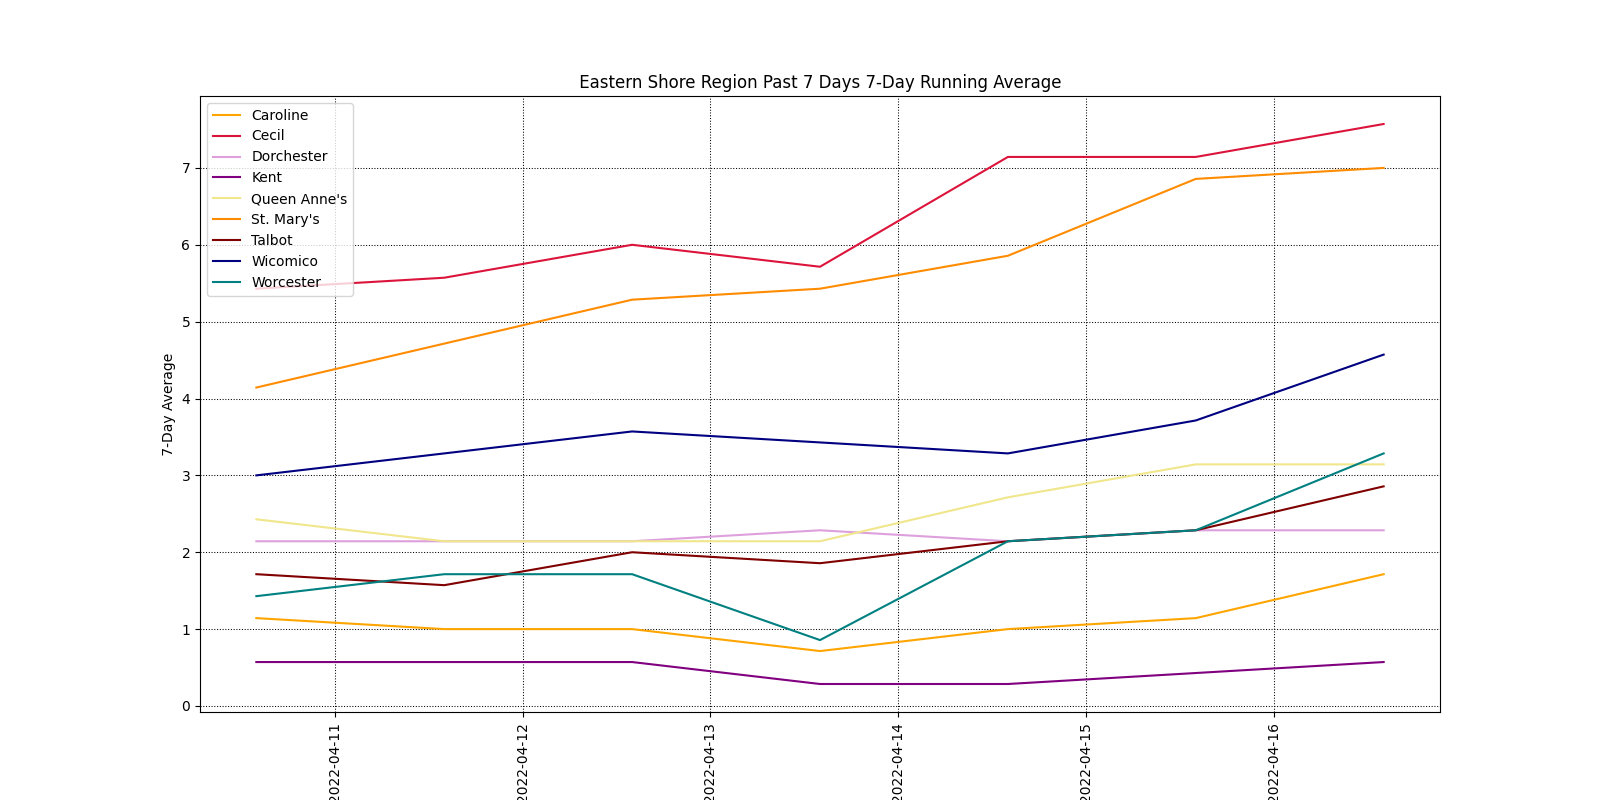 Eastern Shore Region Past 7 Days 7-Day Running Average
Caroline
Cecil
Dorchester
Kent
Queen Anne's
St. Mary's
Talbot
Wicomico
Worcester
7-Day Average
7
6
5
4
3
2
1
0
2022-04-11
2022-04-12
2022-04-13
2022-04-14
2022-04-15
2022-04-16